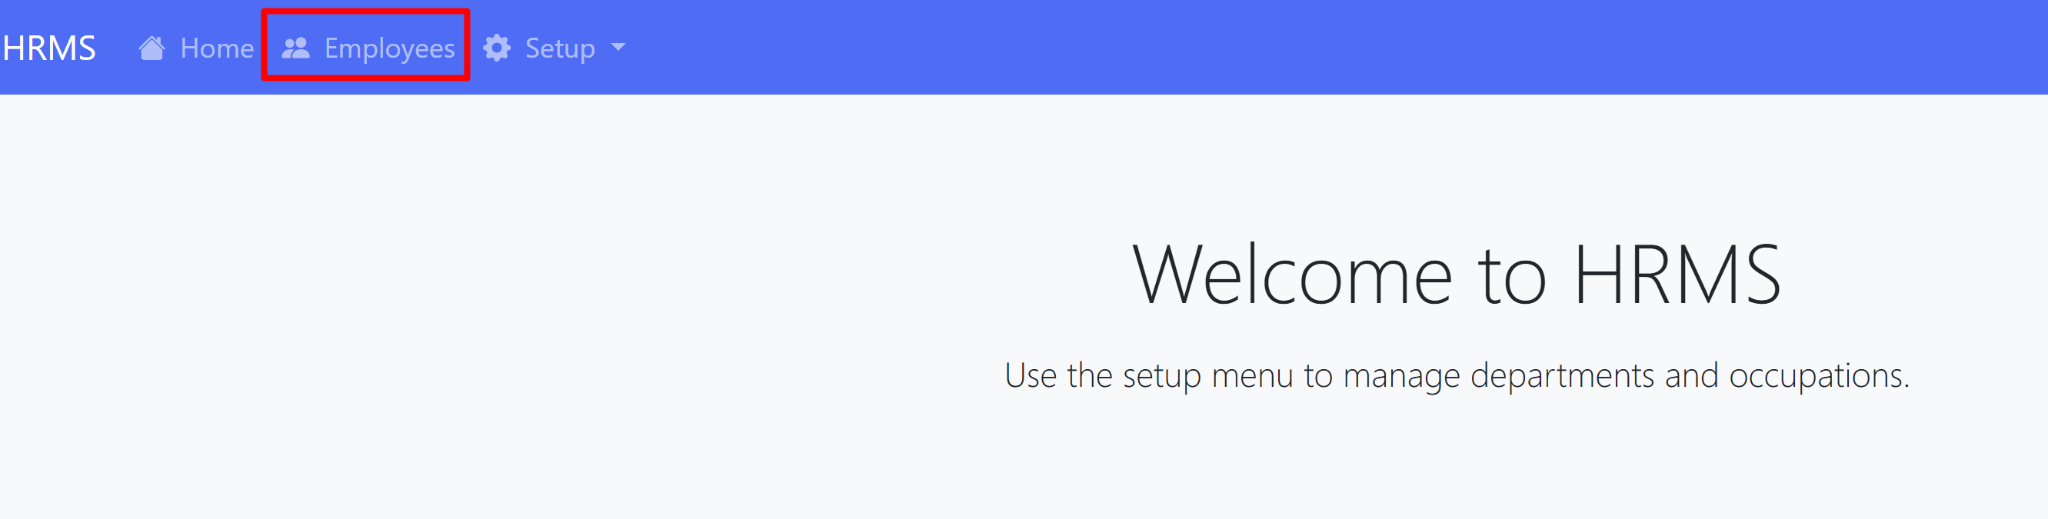 HRMS Home Employees Setup
Welcome to HRMS
Use the setup menu to manage departments and occupations.